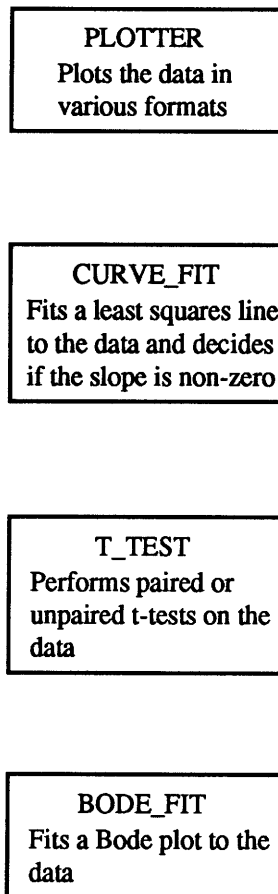 PLOTTER
Plots the data in
various formats
CURVE_FIT
Fits a least squares line
to the data and decides
if the slope is non-zero
T_TEST
Performs paired or
unpaired t-tests on the
data
BODE_FIT
Fits a Bode plot to the
data